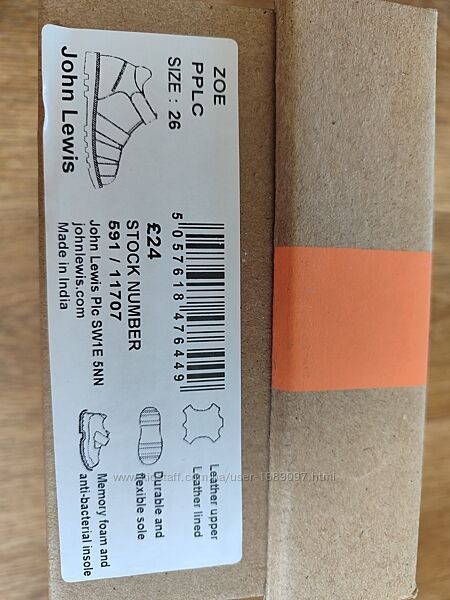 ZOE
PPLC
SIZE : 26
John Lewis
5 057618 476449
£24
STOCK NUMBER
591 / 11707
John Lewis Plc SW1E 5NN
johnlewis.com
Made in India
Leather upper
Leather lined
Durable and
flexible sole
Memory foam and
anti-bacterial insole